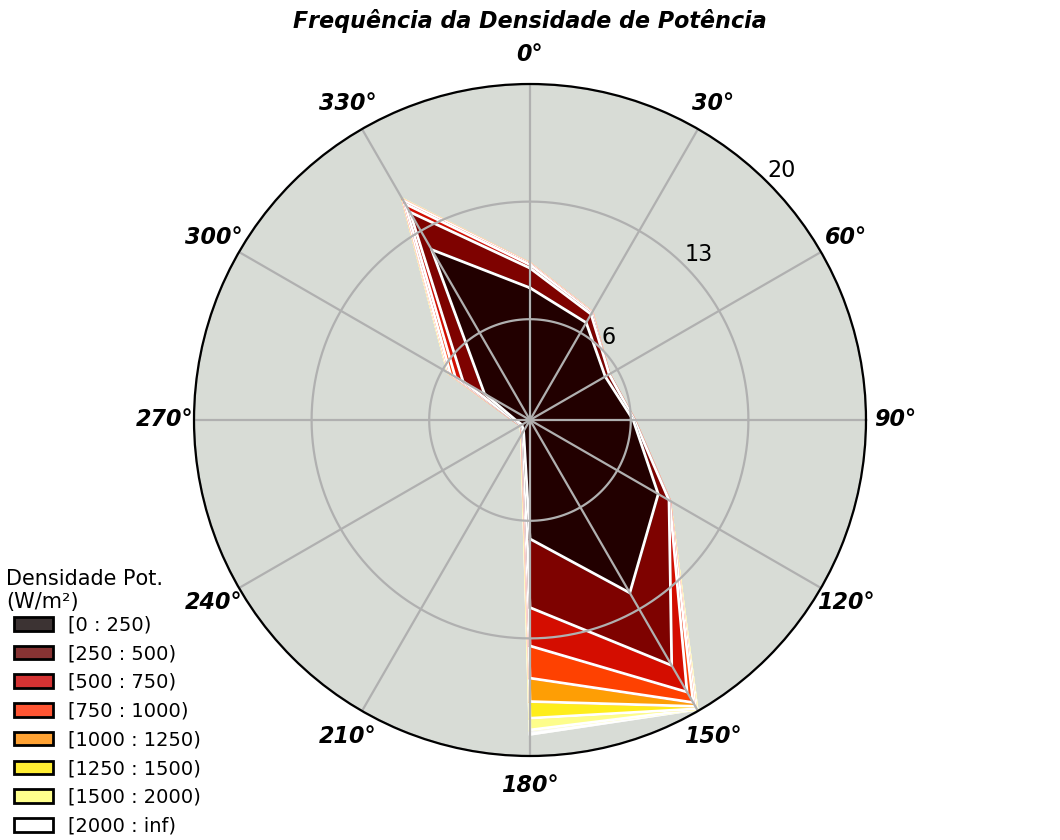 Frequência da Densidade de Potência
0°
330°
30°
20
300°
60°
13
6
270°
90°
240°
120°
210°
150°
180°
Densidade Pot.
(W/m²)
[0 : 250)
[250 : 500)
[500 : 750)
[750 : 1000)
[1000 : 1250)
[1250 : 1500)
[1500 : 2000)
[2000 : inf)